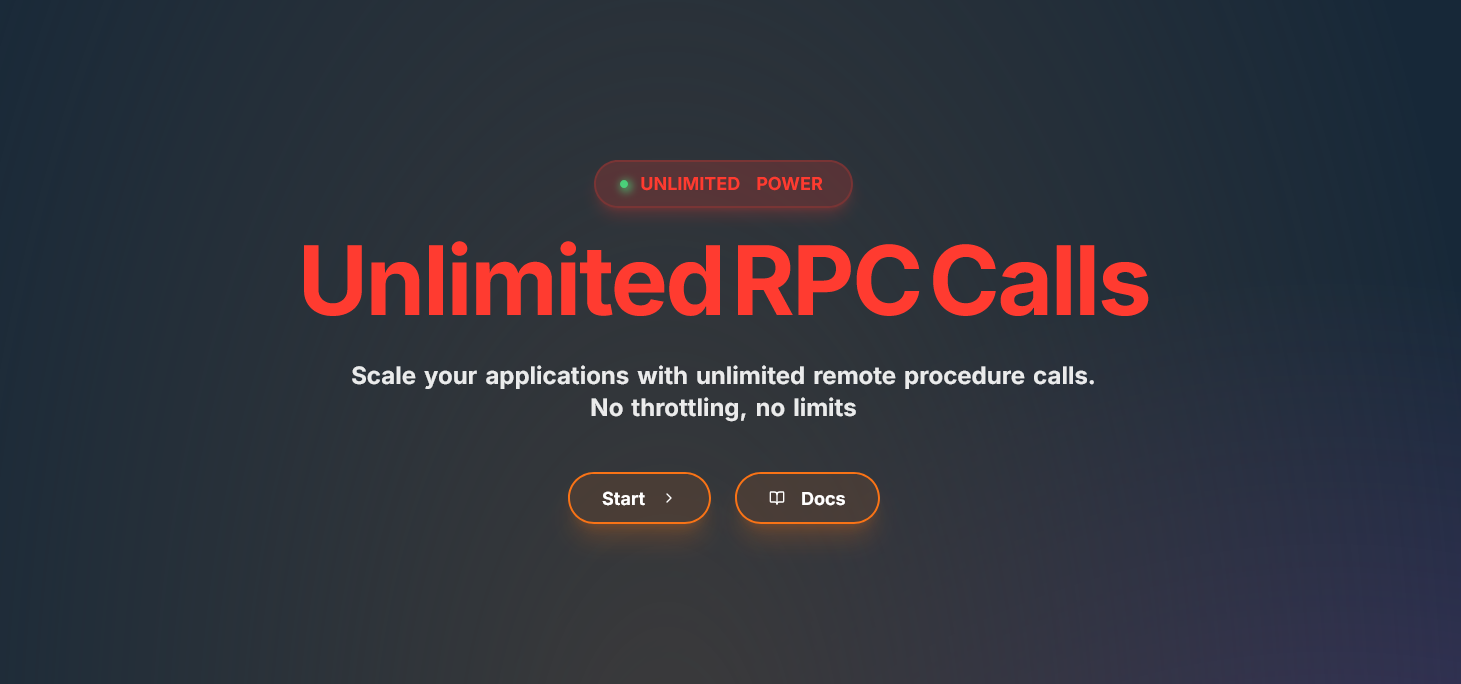 UNLIMITED POWER
Unlimited RPC Calls
Scale your applications with unlimited remote procedure calls.
No throttling, no limits
Start
Docs